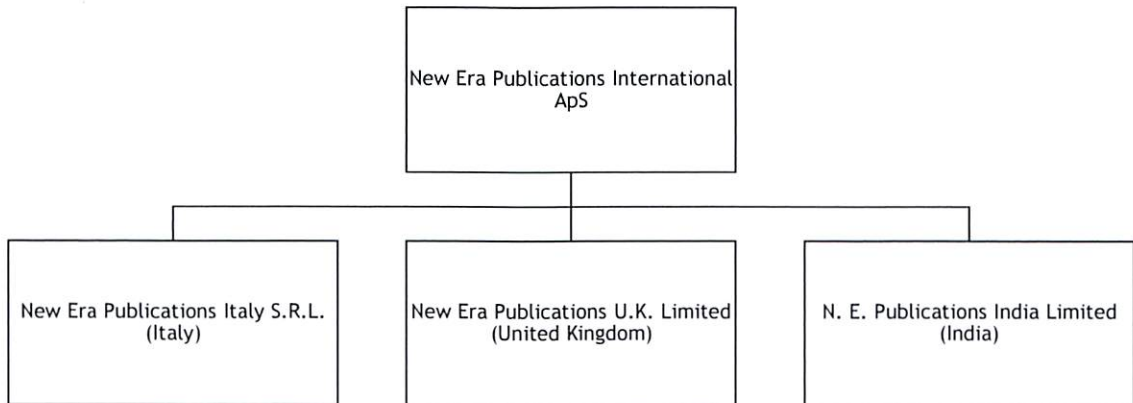 New Era Publications International
ApS
New Era Publications Italy S.R.L.
(Italy)
New Era Publications U.K. Limited
(United Kingdom)
N. E. Publications India Limited
(India)